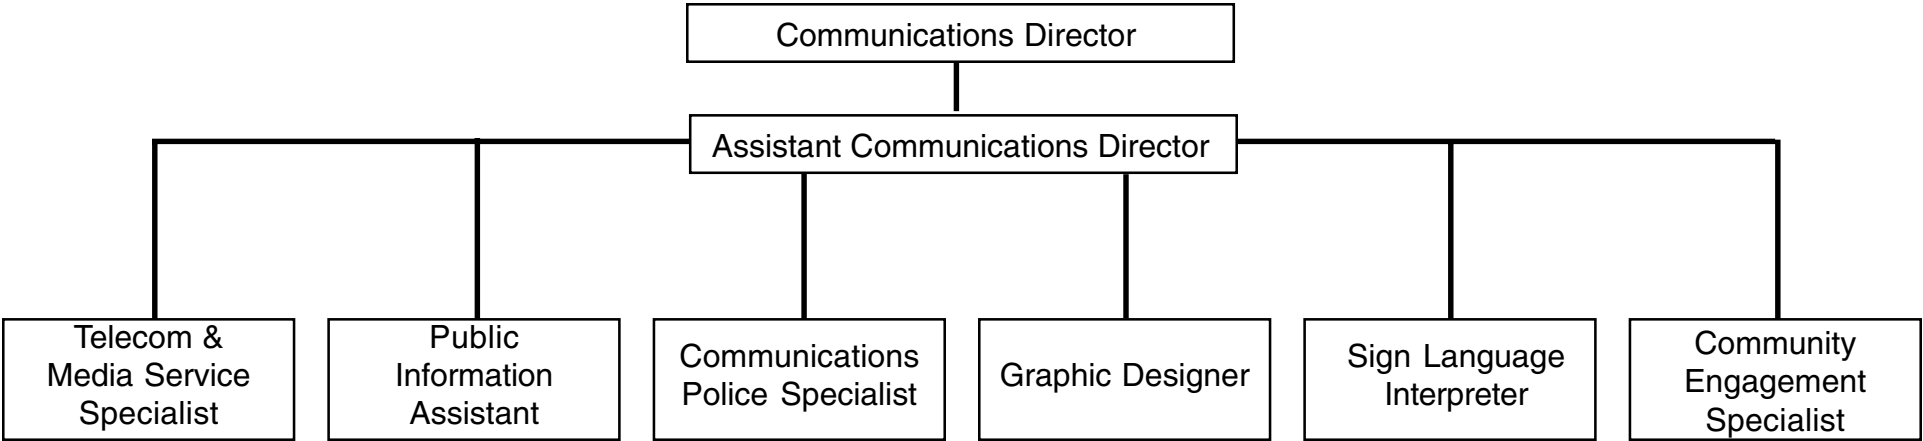 Communications Director
Assistant Communications Director
Telecom &
Media Service
Specialist
Public
Information
Assistant
Communications
Police Specialist
Graphic Designer
Sign Language
Interpreter
Community
Engagement
Specialist